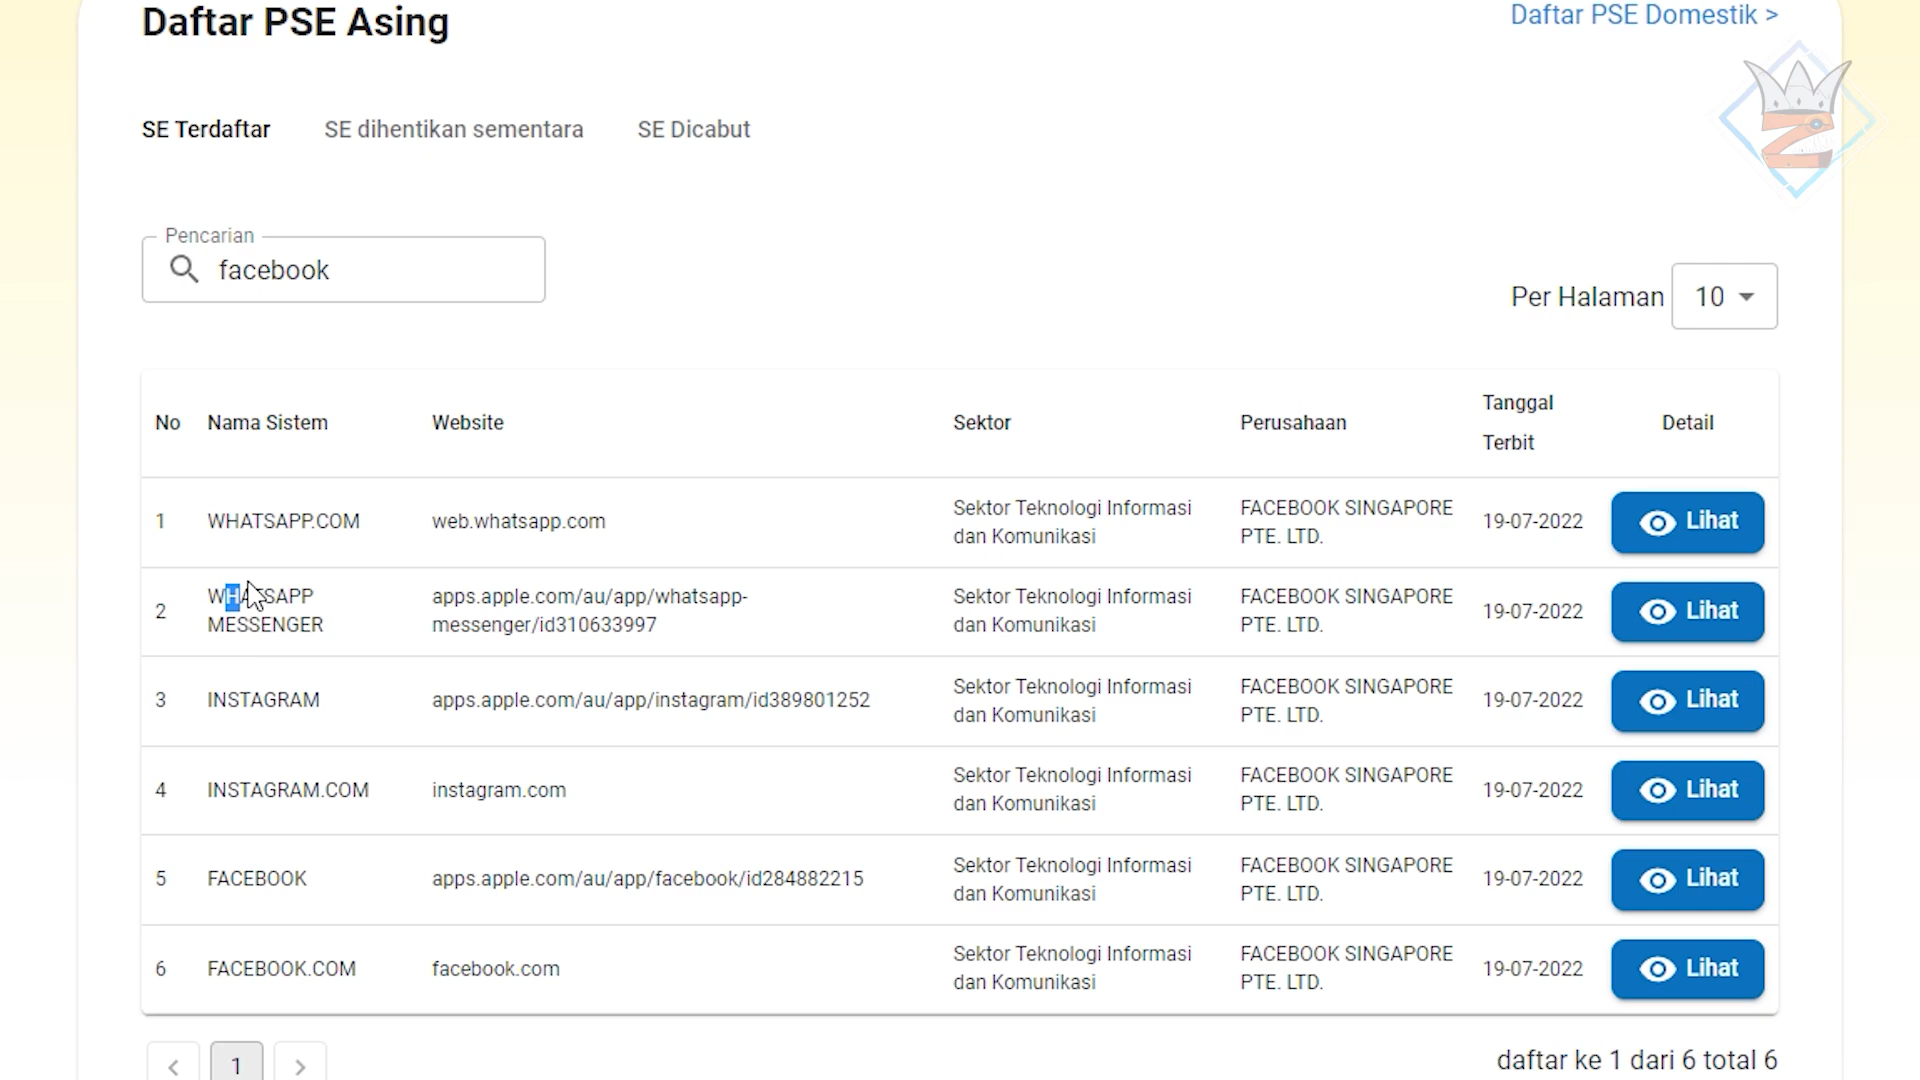 Daftar PSE Asing
Daftar PSE Domestik >
SE Terdaftar
SE dihentikan sementara
SE Dicabut
Pencarian
facebook
Per Halaman
10
No
Nama Sistem
Website
Sektor
Perusahaan
Tanggal
Terbit
Detail
1
WHATSAPP.COM
web.whatsapp.com
Sektor Teknologi Informasi
dan Komunikasi
FACEBOOK SINGAPORE
PTE. LTD.
19-07-2022
Lihat
2
WHATSAPP
MESSENGER
apps.apple.com/au/app/whatsapp-
messenger/id310633997
Sektor Teknologi Informasi
dan Komunikasi
FACEBOOK SINGAPORE
PTE. LTD.
19-07-2022
Lihat
3
INSTAGRAM
apps.apple.com/au/app/instagram/id389801252
Sektor Teknologi Informasi
dan Komunikasi
FACEBOOK SINGAPORE
PTE. LTD.
19-07-2022
Lihat
4
INSTAGRAM.COM
instagram.com
Sektor Teknologi Informasi
dan Komunikasi
FACEBOOK SINGAPORE
PTE. LTD.
19-07-2022
Lihat
5
FACEBOOK
apps.apple.com/au/app/facebook/id284882215
Sektor Teknologi Informasi
dan Komunikasi
FACEBOOK SINGAPORE
PTE. LTD.
19-07-2022
Lihat
6
FACEBOOK.COM
facebook.com
Sektor Teknologi Informasi
dan Komunikasi
FACEBOOK SINGAPORE
PTE. LTD.
19-07-2022
Lihat
1
daftar ke 1 dari 6 total 6